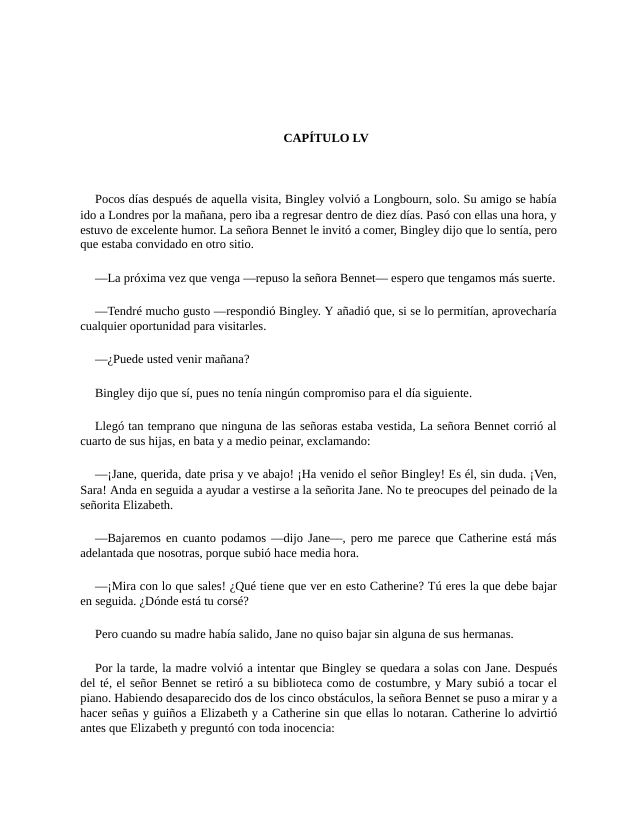 CAPÍTULO LV
Pocos días después de aquella visita, Bingley volvió a Longbourn, solo. Su amigo se había
ido a Londres por la mañana, pero iba a regresar dentro de diez días. Pasó con ellas una hora, y
estuvo de excelente humor. La señora Bennet le invitó a comer, Bingley dijo que lo sentía, pero
que estaba convidado en otro sitio.
—La próxima vez que venga —repuso la señora Bennet— espero que tengamos más suerte.
—Tendré mucho gusto —respondió Bingley. Y añadió que, si se lo permitían, aprovecharía
cualquier oportunidad para visitarles.
—¿Puede usted venir mañana?
Bingley dijo que sí, pues no tenía ningún compromiso para el día siguiente.
Llegó tan temprano que ninguna de las señoras estaba vestida, La señora Bennet corrió al
cuarto de sus hijas, en bata y a medio peinar, exclamando:
—¡Jane, querida, date prisa y ve abajo! ¡Ha venido el señor Bingley! Es él, sin duda. ¡Ven,
Sara! Anda en seguida a ayudar a vestirse a la señorita Jane. No te preocupes del peinado de la
señorita Elizabeth.
—Bajaremos en cuanto podamos —dijo Jane—, pero me parece que Catherine está más
adelantada que nosotras, porque subió hace media hora.
—¡Mira con lo que sales! ¿Qué tiene que ver en esto Catherine? Tú eres la que debe bajar
en seguida. ¿Dónde está tu corsé?
Pero cuando su madre había salido, Jane no quiso bajar sin alguna de sus hermanas.
Por la tarde, la madre volvió a intentar que Bingley se quedara a solas con Jane. Después
del té, el señor Bennet se retiró a su biblioteca como de costumbre, y Mary subió a tocar el
piano. Habiendo desaparecido dos de los cinco obstáculos, la señora Bennet se puso a mirar y a
hacer señas y guiños a Elizabeth y a Catherine sin que ellas lo notaran. Catherine lo advirtió
antes que Elizabeth y preguntó con toda inocencia: